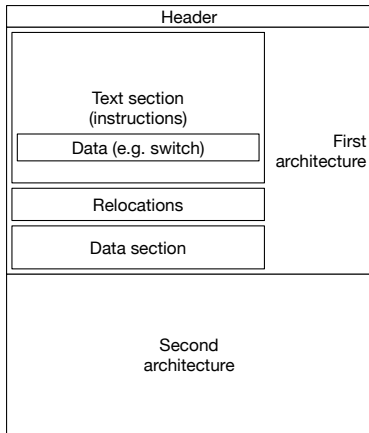 Header
Text section
(instructions)
Data (e.g. switch)
First
architecture
Relocations
Data section
Second
architecture